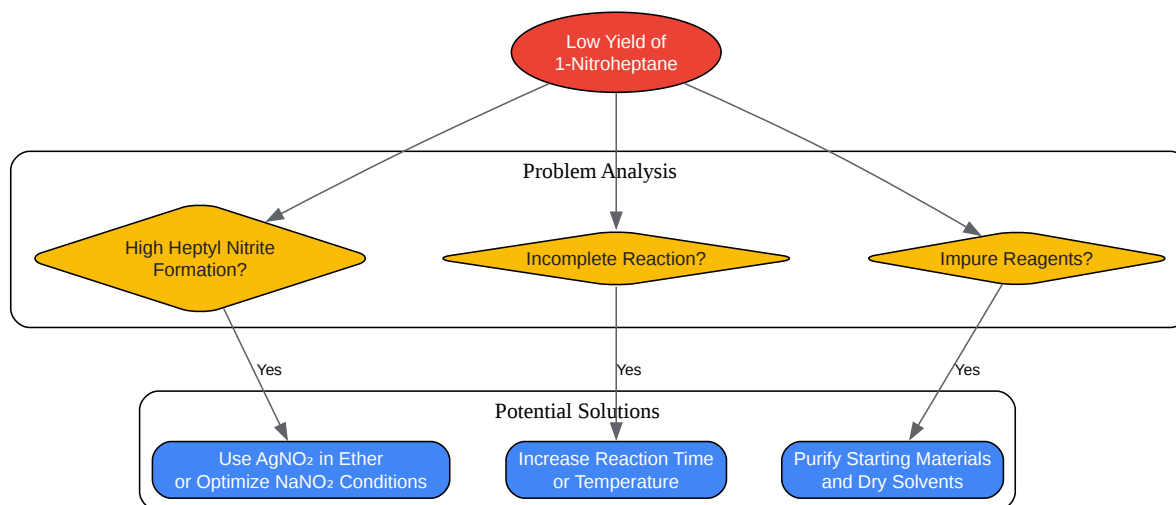 Low Yield of
1-Nitroheptane
Problem Analysis
High Heptyl Nitrite
Formation?
Incomplete Reaction?
Impure Reagents?
Yes
Yes
Yes
Potential Solutions
Use AgNO₂ in Ether
or Optimize NaNO₂ Conditions
Increase Reaction Time
or Temperature
Purify Starting Materials
and Dry Solvents